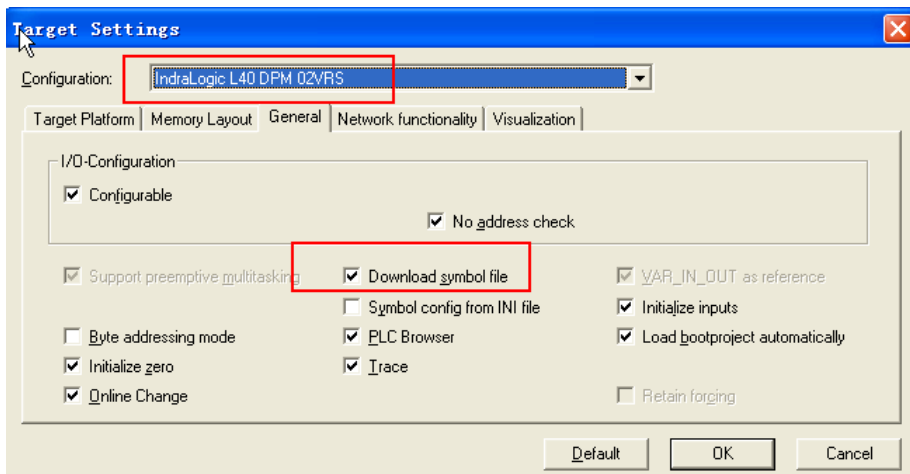 Target Settings
Configuration: IndraLogic L40 DPM 02VRS
Target Platform Memory Layout General Network functionality Visualization
I/O-Configuration
Configurable
No address check
Support preemptive multitasking Download symbol file VAR_IN_OUT as reference
Symbol config from INI file Initialize inputs
Byte addressing mode PLC Browser Load bootproject automatically
Initialize zero Trace
Online Change Retain forcing
Default OK Cancel